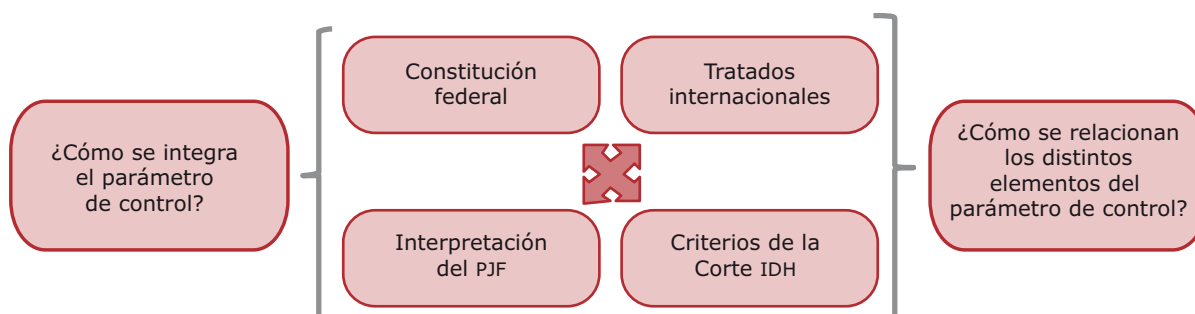 ¿Cómo se integra
el parámetro
de control?
Constitución
federal
Tratados
internacionales
Interpretación
del PJF
Criterios de la
Corte IDH
¿Cómo se relacionan
los distintos
elementos del
parámetro de control?